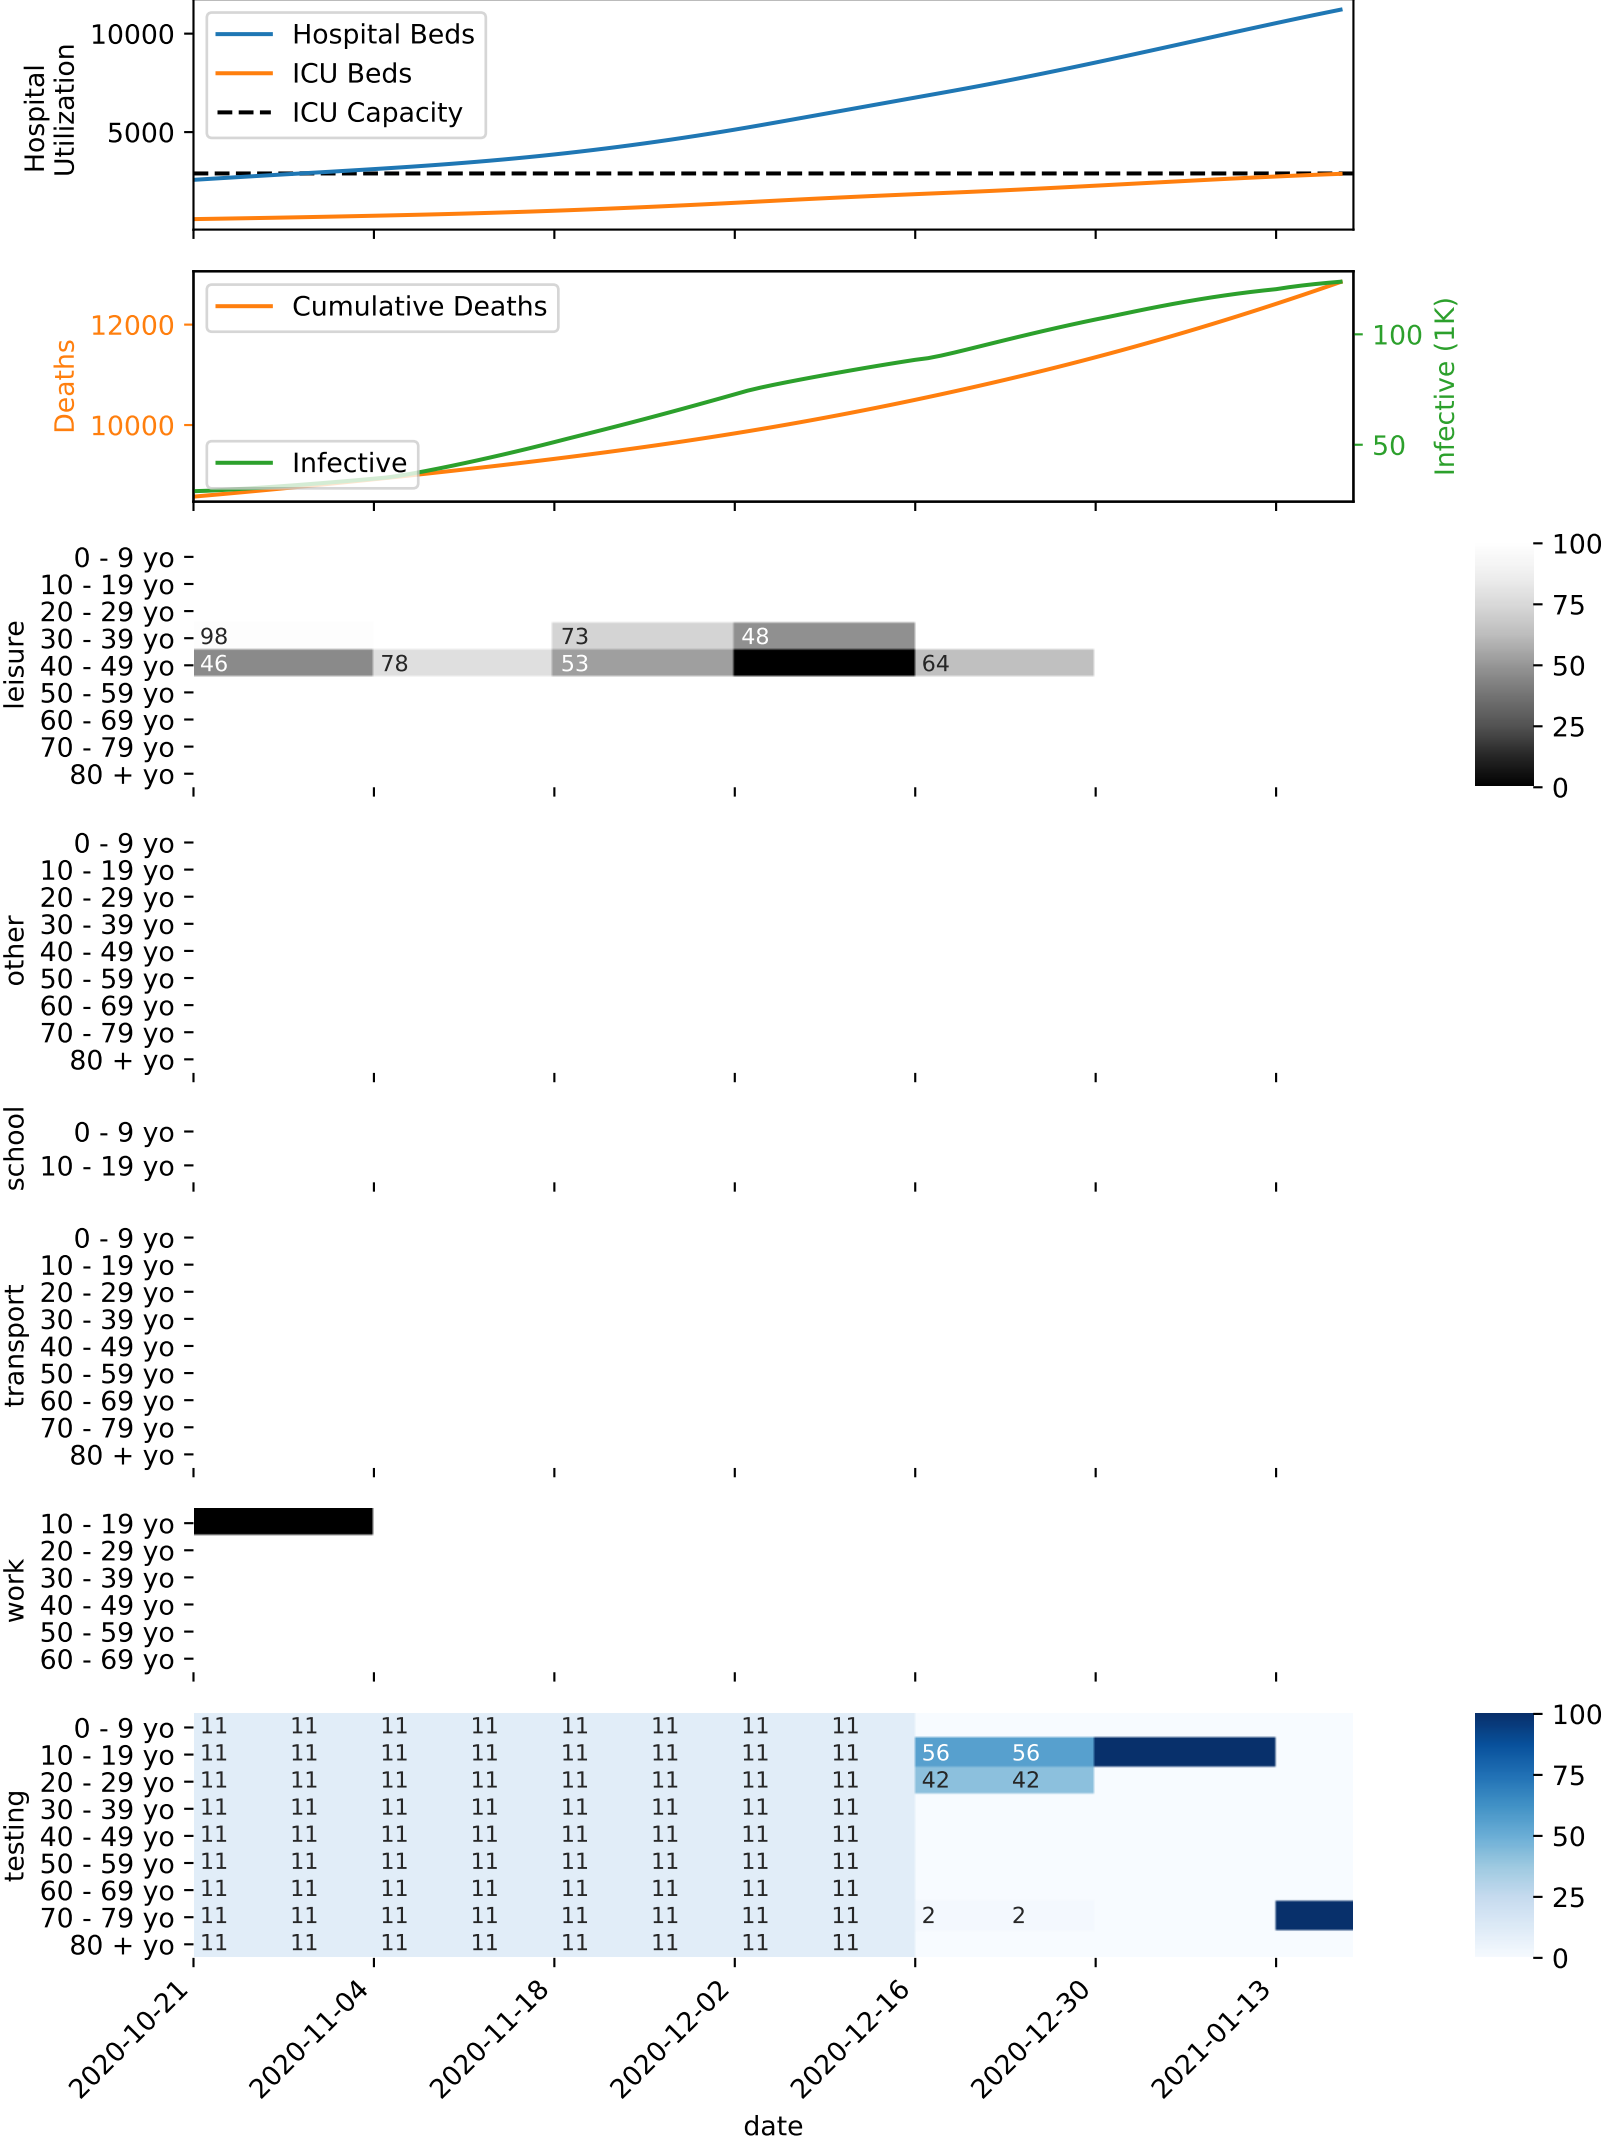 Hospital
Utilization
10000
5000
Hospital Beds
ICU Beds
ICU Capacity
Deaths
12000
10000
Cumulative Deaths
Infective
100
50
Infective (1K)
leisure
0 - 9 yo
10 - 19 yo
20 - 29 yo
30 - 39 yo 98 73 48
40 - 49 yo 46 78 53 64
50 - 59 yo
60 - 69 yo
70 - 79 yo
80 + yo
100
75
50
25
0
other
0 - 9 yo
10 - 19 yo
20 - 29 yo
30 - 39 yo
40 - 49 yo
50 - 59 yo
60 - 69 yo
70 - 79 yo
80 + yo
school
0 - 9 yo
10 - 19 yo
transport
0 - 9 yo
10 - 19 yo
20 - 29 yo
30 - 39 yo
40 - 49 yo
50 - 59 yo
60 - 69 yo
70 - 79 yo
80 + yo
work
10 - 19 yo
20 - 29 yo
30 - 39 yo
40 - 49 yo
50 - 59 yo
60 - 69 yo
testing
0 - 9 yo 11 11 11 11 11 11 11 11
10 - 19 yo 11 11 11 11 11 11 11 11 56 56
20 - 29 yo 11 11 11 11 11 11 11 11 42 42
30 - 39 yo 11 11 11 11 11 11 11 11
40 - 49 yo 11 11 11 11 11 11 11 11
50 - 59 yo 11 11 11 11 11 11 11 11
60 - 69 yo 11 11 11 11 11 11 11 11
70 - 79 yo 11 11 11 11 11 11 11 11 2 2
80 + yo 11 11 11 11 11 11 11 11
100
75
50
25
0
2020-10-21
2020-11-04
2020-11-18
2020-12-02
2020-12-16
2020-12-30
2021-01-13
date